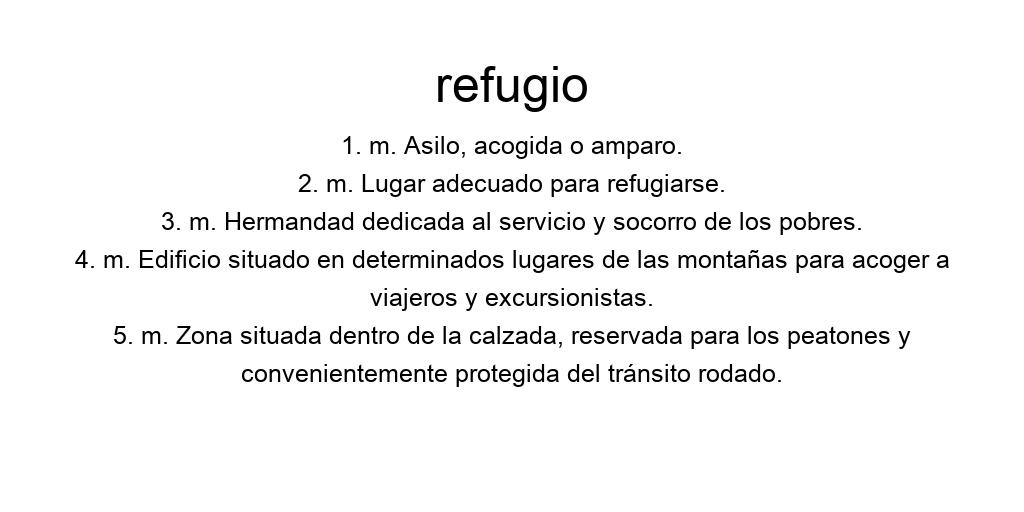 refugio
1. m. Asilo, acogida o amparo.
2. m. Lugar adecuado para refugiarse.
3. m. Hermandad dedicada al servicio y socorro de los pobres.
4. m. Edificio situado en determinados lugares de las montañas para acoger a
viajeros y excursionistas.
5. m. Zona situada dentro de la calzada, reservada para los peatones y
convenientemente protegida del tránsito rodado.